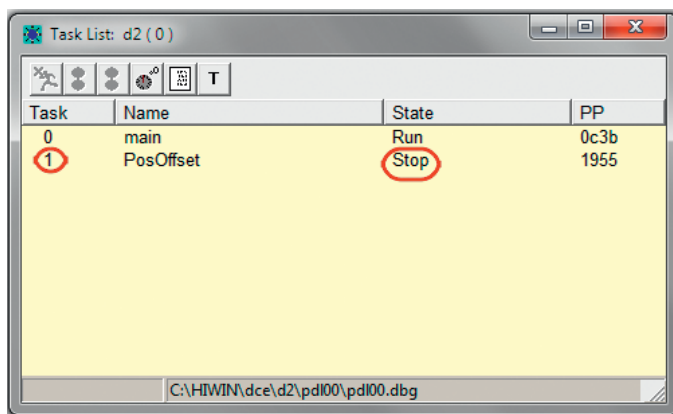 Task List: d2 ( 0 )
T
Task Name State PP
0 main Run 0c3b
1 PosOffset Stop 1955
C:\HIWIN\dce\d2\pdl00\pdl00.dbg